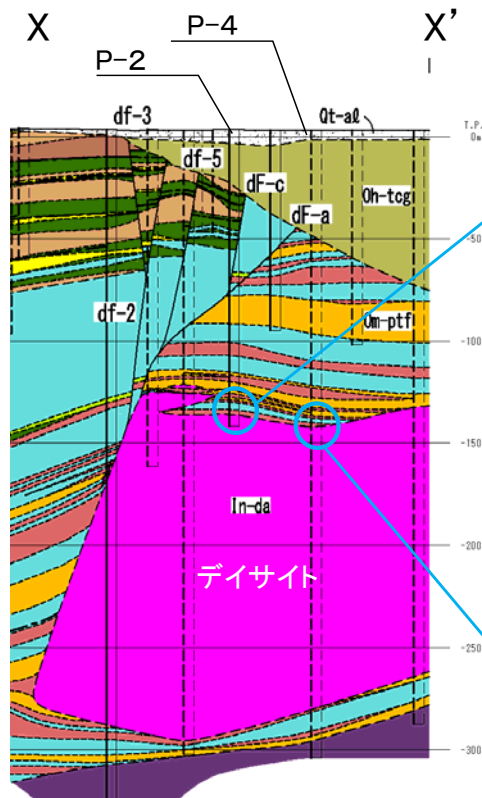 X X’
P-4
P-2
df-3 Qt-al T.P.
0m
df-5
dF-c Oh-tcg
dF-a
-50
df-2 Om-ptf
-100
-150
In-da
デイサイト
-200
-250
-300